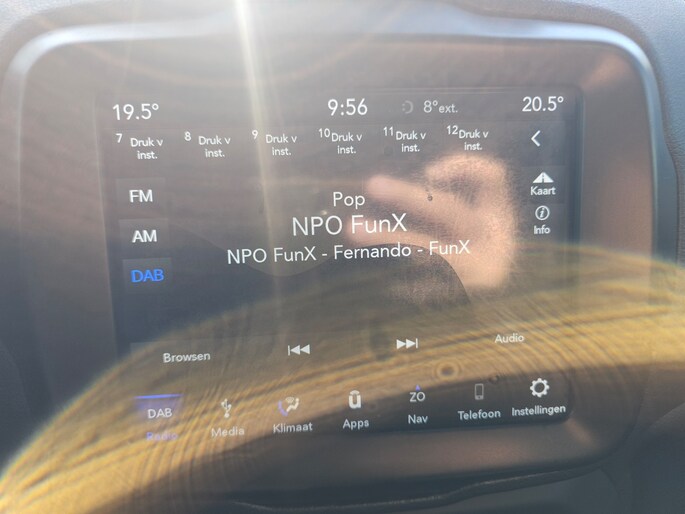 19.5° 9:56 8°ext. 20.5°
7 Druk v inst. 8 Druk v inst. 9 Druk v inst. 10 Druk v inst. 11 Druk v inst. 12 Druk v inst.
FM
AM
DAB
Pop
NPO FunX
NPO FunX - Fernando - FunX
Kaart
Info
Browsen
Audio
DAB
Radio
Media
Klimaat
Apps
ZO
Nav
Telefoon
Instellingen